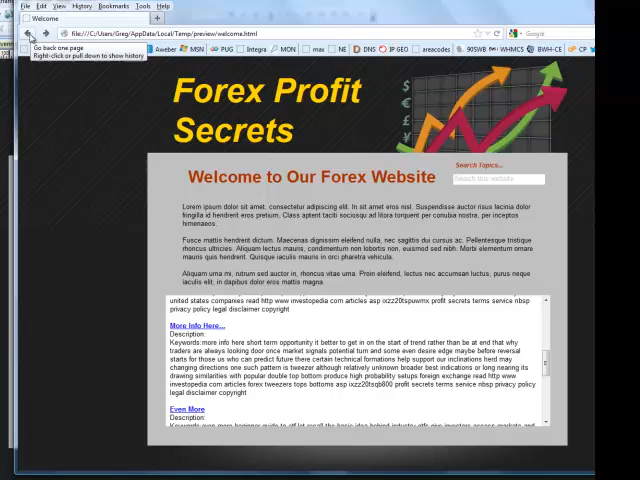 File Edit View History Bookmarks Tools Help
Welcome
+
file:///C:/Users/Greg/AppData/Local/Temp/preview/welcome.html
Google
Go back one page
Right-click or pull down to show history
Aweber MSN PUG Integra MON max NE DNS IP GEO areacodes 90SWB WHMCS BWH-CE
Forex Profit
Secrets
$
€
£
¥
Search Topics...
Welcome to Our Forex Website
Search this website
Lorem ipsum dolor sit amet, consectetur adipiscing elit. In sit amet eros nisl. Suspendisse auctor risus lacinia dolor
fringilla id hendrerit eros pretium. Class aptent taciti sociosqu ad litora torquent per conubia nostra, per inceptos
himenaeos.
Fusce mattis hendrerit dictum. Maecenas dignissim eleifend nulla, nec sagittis dui cursus ac. Pellentesque tristique
rhoncus ultricies. Aliquam lectus mauris, condimentum non lobortis non, euismod sed nibh. Curabitur imperdiet
mauris quis hendrerit. Quisque iaculis mauris in orci pharetra vehicula.
Aliquam urna mi, rutrum sed auctor in, rhoncus vitae urna. Proin eleifend, lectus nec accumsan luctus, purus neque
iaculis est, in dapibus dolor eros mattis magna.
united states companies read http www investopedia com articles asp ixzz20tspuwmx profit secrets terms service nbsp
privacy policy legal disclaimer copyright
More Info Here...
Description:
Keywords:more info here short term opportunity it better to get in on the start of trend rather than be at end that why
traders are always looking door once market signals potential turn and some even desire edge maybe before reversal
starts for those us who can predict future there certain technical formations help support our inclinations herd may
changing directions one such pattern is tweezer although relatively unknown broader best indications or long nearing its
drawing similarities with popular double top bottom produce high probability setups forget read http www
investopedia com articles forex tweezers tops bottoms asp ixzz20tsqb800 profit secrets terms service nbsp privacy policy
legal disclaimer copyright
Even More
Description: